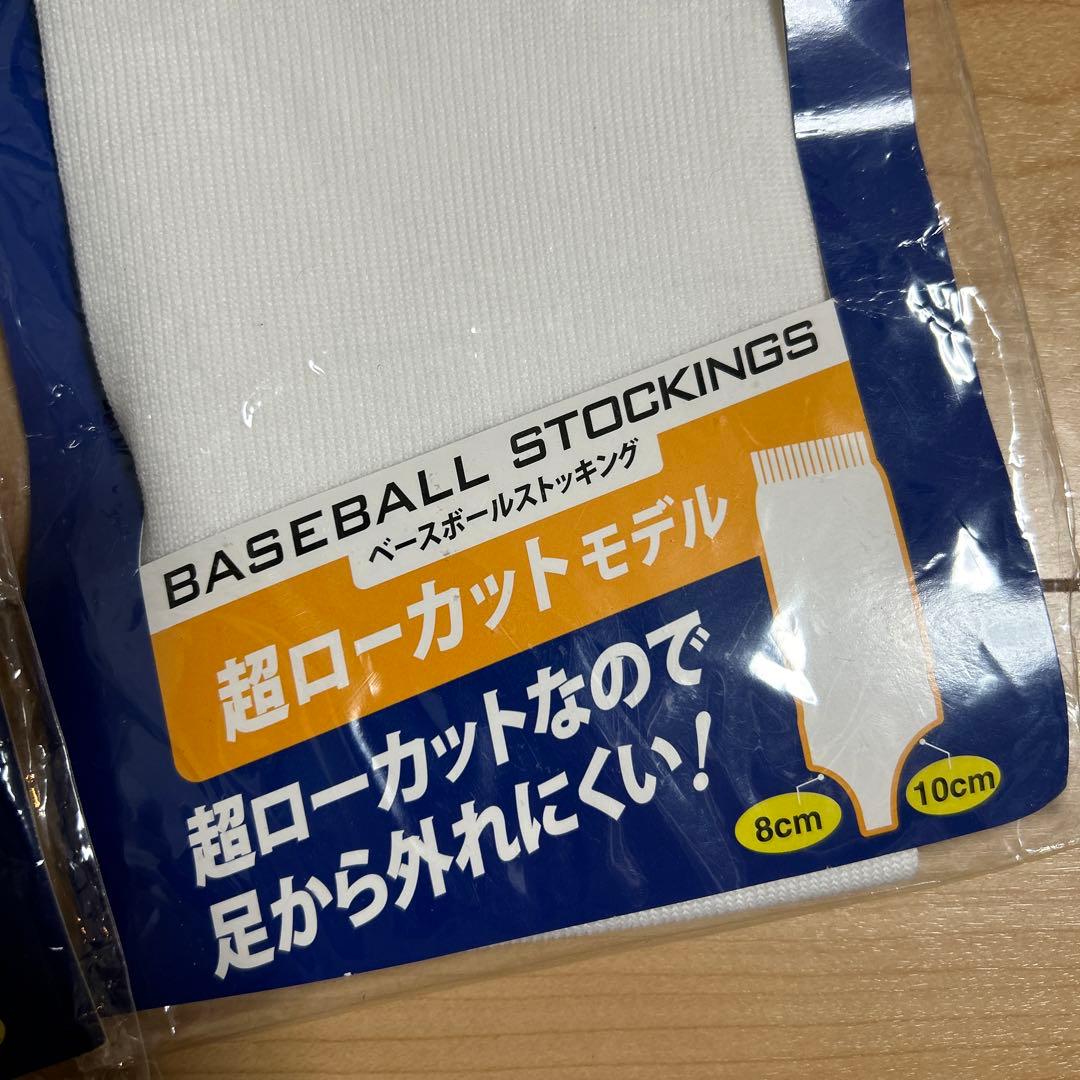 BASEBALL STOCKINGS
ベースボールストッキング
超ローカットモデル
超ローカットなので
足から外れにくい!
8cm
10cm